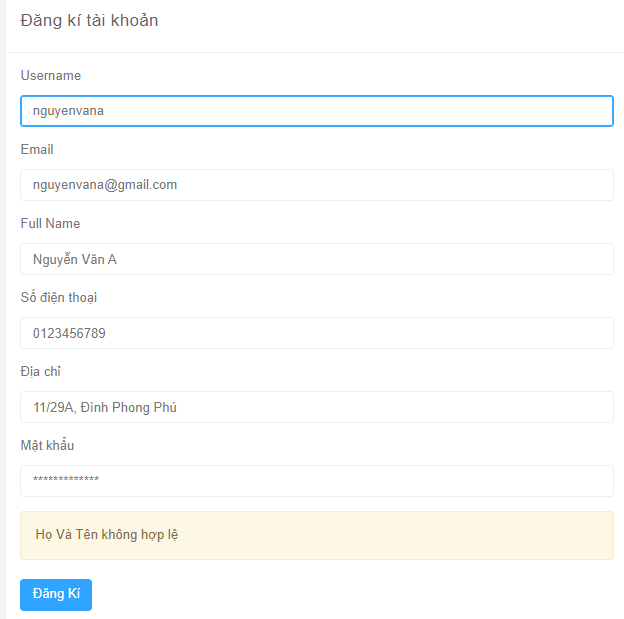 Đăng kí tài khoản
Username
nguyenvana
Email
nguyenvana@gmail.com
Full Name
Nguyễn Văn A
Số điện thoại
0123456789
Địa chỉ
11/29A, Đình Phong Phú
Mật khẩu
*************
Họ Và Tên không hợp lệ
Đăng Kí